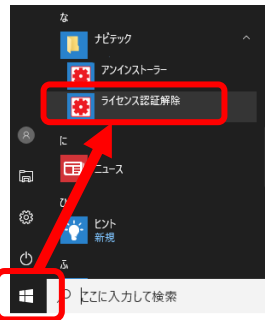 な
ナビテック
アンインストーラー
ライセンス認証解除
に
ニュース
ひ
ヒント
新規
ふ
ここに入力して検索